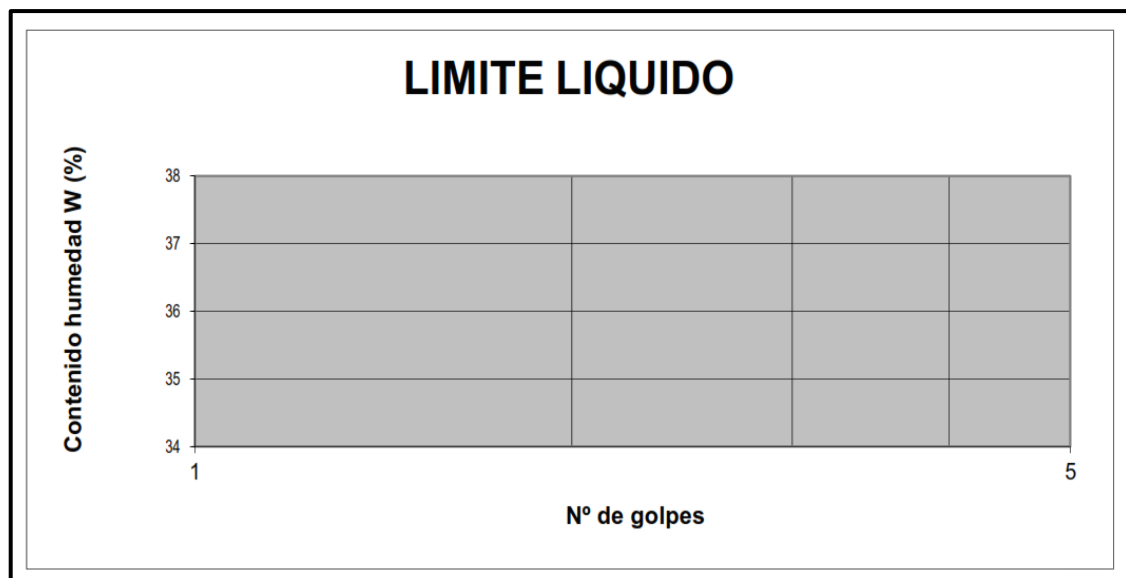 LIMITE LIQUIDO
Contenido humedad W (%)
38
37
36
35
34
1 5
Nº de golpes